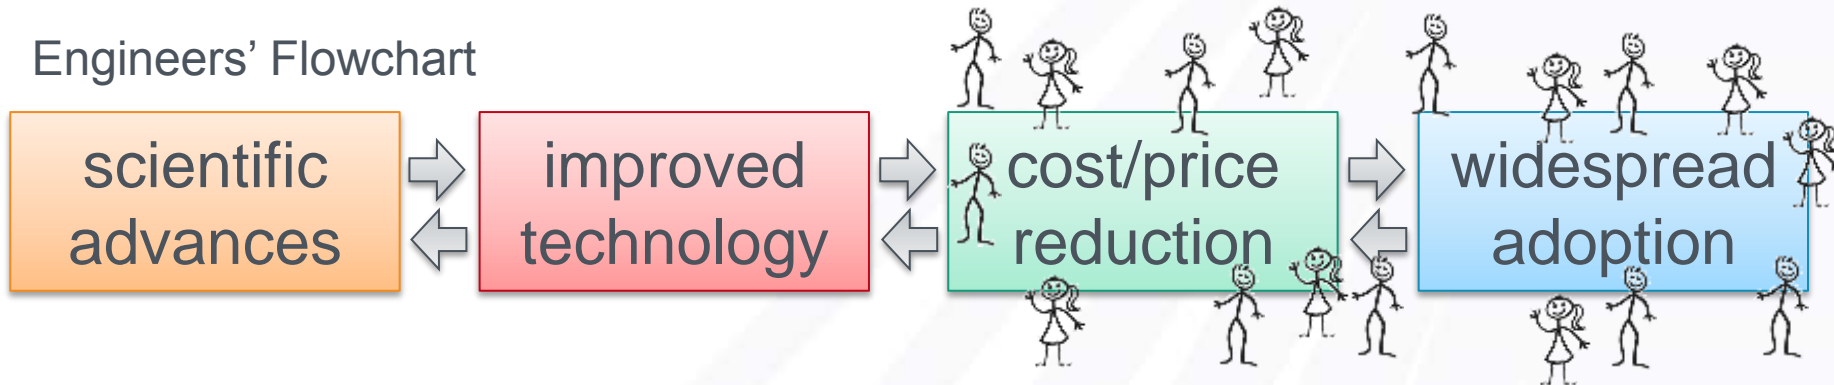 Engineers’ Flowchart
scientific
advances
improved
technology
cost/price
reduction
widespread
adoption